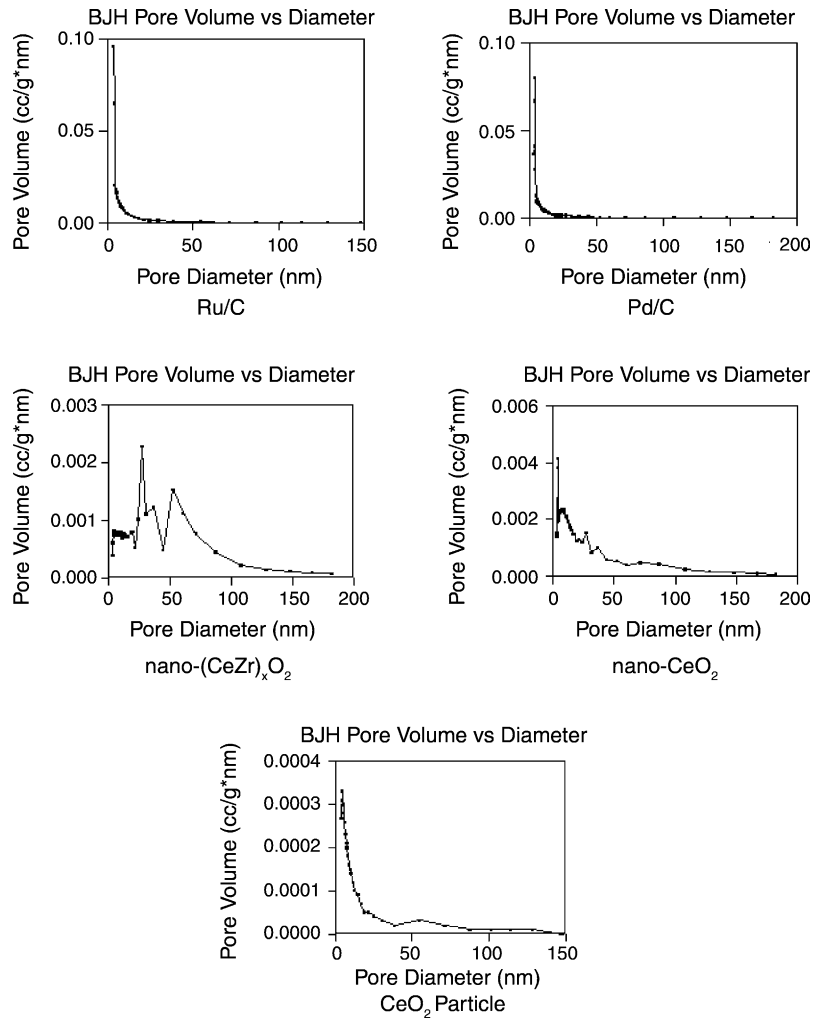 BJH Pore Volume vs Diameter
Pore Volume (cc/g*nm)
0.10
0.05
0.00
0
50
100
150
Pore Diameter (nm)
Ru/C
BJH Pore Volume vs Diameter
Pore Volume (cc/g*nm)
0.10
0.05
0.00
0
50
100
150
200
Pore Diameter (nm)
Pd/C
BJH Pore Volume vs Diameter
Pore Volume (cc/g*nm)
0.003
0.002
0.001
0.000
0
50
100
150
200
Pore Diameter (nm)
nano-(CeZr)ₓO₂
BJH Pore Volume vs Diameter
Pore Volume (cc/g*nm)
0.006
0.004
0.002
0.000
0
50
100
150
200
Pore Diameter (nm)
nano-CeO₂
BJH Pore Volume vs Diameter
Pore Volume (cc/g*nm)
0.0004
0.0003
0.0002
0.0001
0.0000
0
50
100
150
Pore Diameter (nm)
CeO₂ Particle